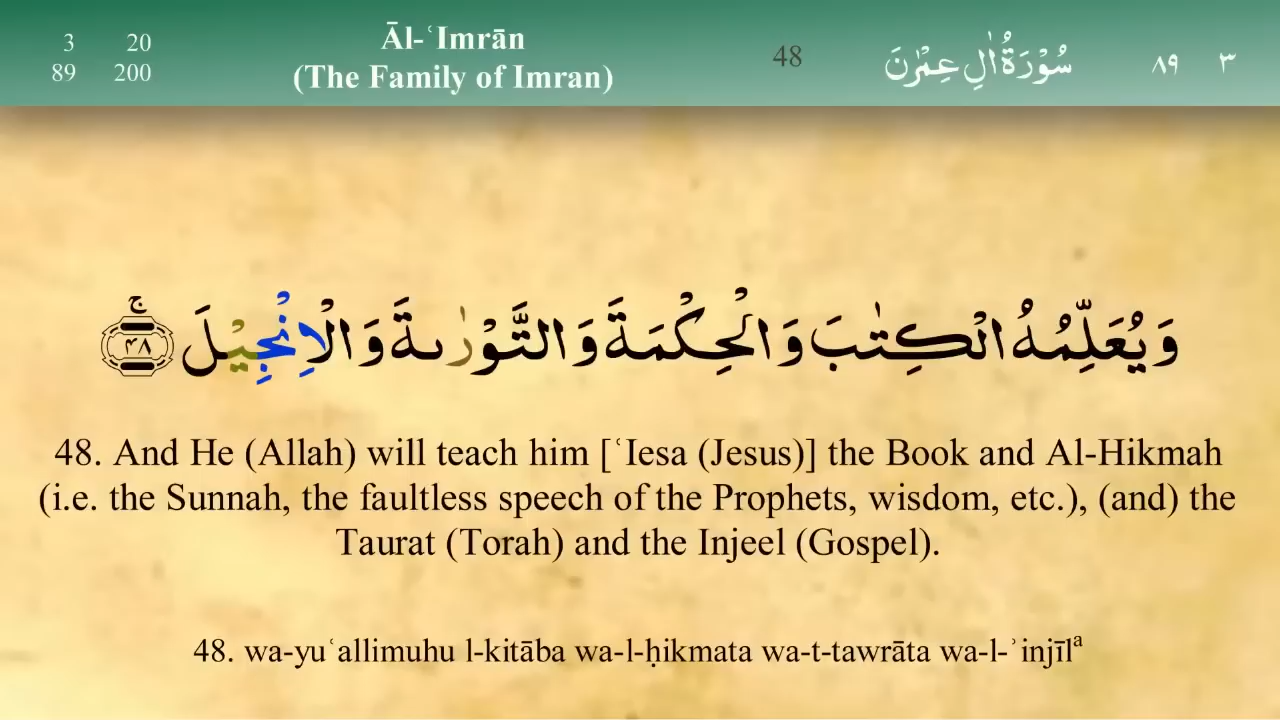 3 20
89 200
Āl-ʿImrān
(The Family of Imran)
48
سُوْرَةُ اٰلِ عِمْرٰنَ
٨٩ ٣
وَيُعَلِّمُهُ الْكِتٰبَ وَالْحِكْمَةَ وَالتَّوْرٰىةَ وَالْاِنْجِيْلَ ۚ ﴿٤٨﴾
48. And He (Allah) will teach him [ʿIesa (Jesus)] the Book and Al-Hikmah
(i.e. the Sunnah, the faultless speech of the Prophets, wisdom, etc.), (and) the
Taurat (Torah) and the Injeel (Gospel).
48. wa-yuʿallimuhu l-kitāba wa-l-ḥikmata wa-t-tawrāta wa-l-ʾinjīlᵃ